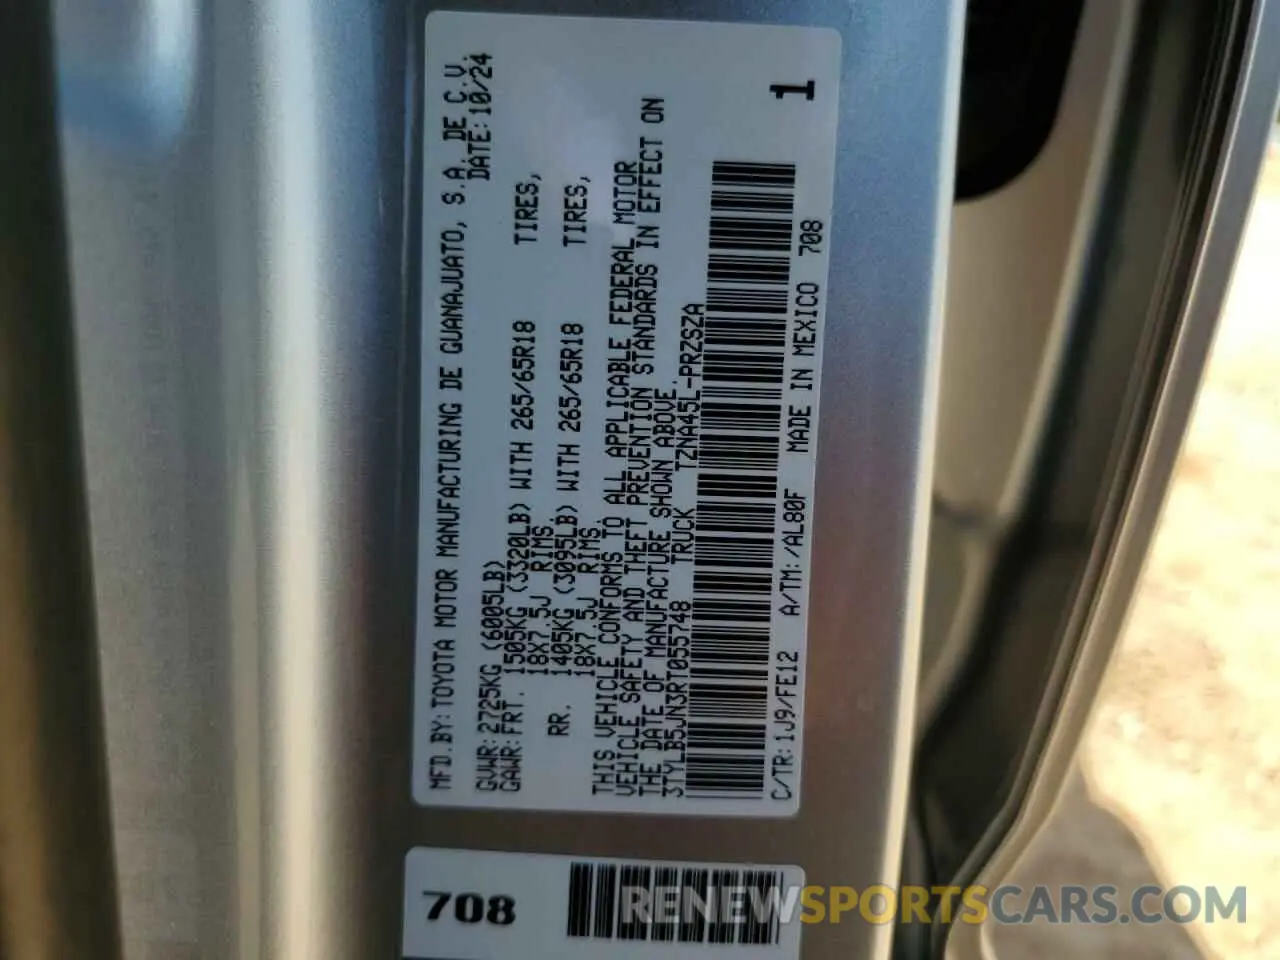 MFD.BY:TOYOTA MOTOR MANUFACTURING DE GUANAJUATO, S.A. DE C.V.
DATE:10/24
GVWR:2725KG (6005LB)
GAWR:FRT. 1505KG (3320LB) WITH 265/65R18 TIRES,
18X7.5J RIMS.
RR. 1405KG (3095LB) WITH 265/65R18 TIRES,
18X7.5J RIMS.
THIS VEHICLE CONFORMS TO ALL APPLICABLE FEDERAL MOTOR
VEHICLE SAFETY AND THEFT PREVENTION STANDARDS IN EFFECT ON
THE DATE OF MANUFACTURE SHOWN ABOVE.
3TYLB5JN3RT055748 TRUCK TZNA45L-PRZSZA
1
C/TR:1J9/FE12 A/TM:/AL80F MADE IN MEXICO 708
708
RENEWSPORTSCARS.COM